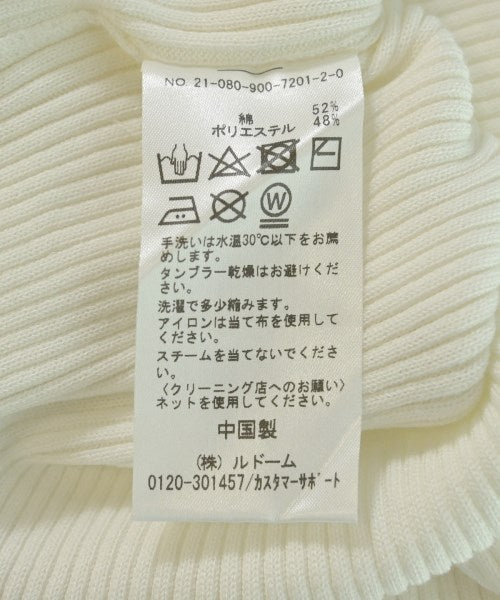 NO. 21-080-900-7201-2-0
綿 52%
ポリエステル 48%
W
手洗いは水温30℃以下をお薦
めします。
タンブラー乾燥はお避けくだ
さい。
洗濯で多少縮みます。
アイロンは当て布を使用して
ください。
スチームを当てないでくださ
い。
〈クリーニング店へのお願い〉
ネットを使用してください。
中国製
(株) ルドーム
0120-301457/カスタマーサポート